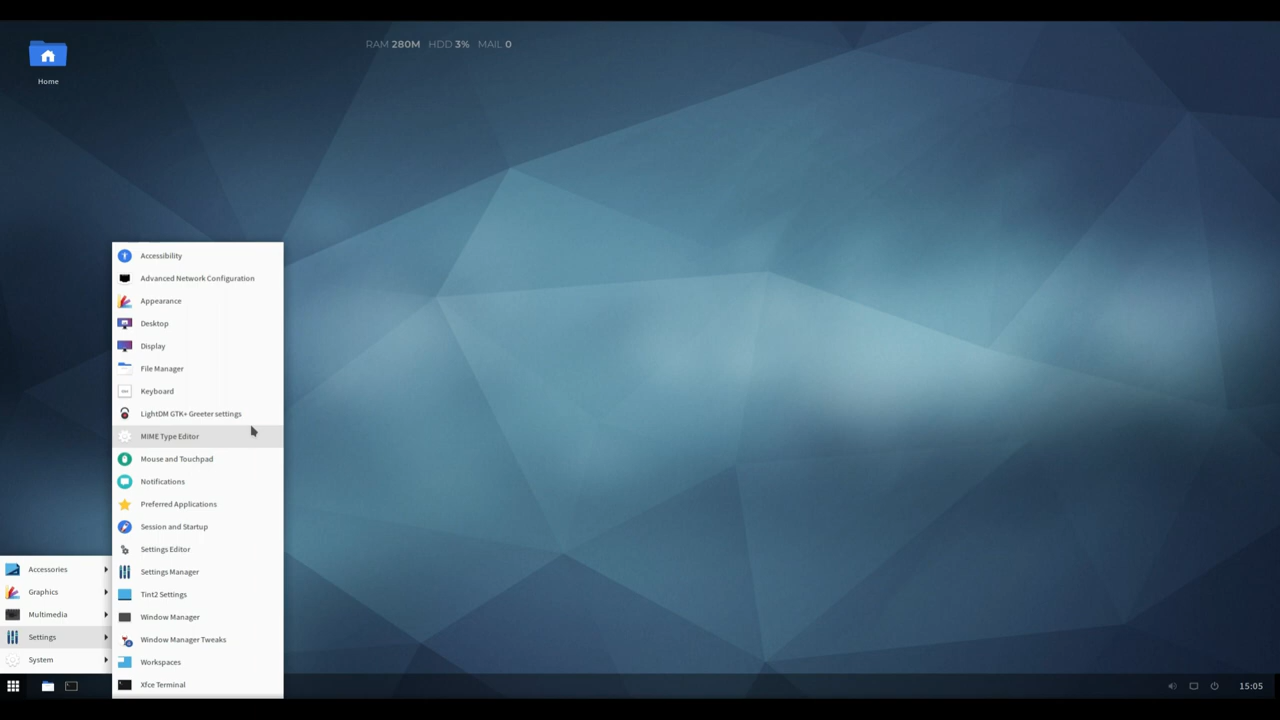 RAM 280M HDD 3% MAIL 0
Home
Accessibility
Advanced Network Configuration
Appearance
Desktop
Display
File Manager
Keyboard
LightDM GTK+ Greeter settings
MIME Type Editor
Mouse and Touchpad
Notifications
Preferred Applications
Session and Startup
Settings Editor
Settings Manager
Tint2 Settings
Window Manager
Window Manager Tweaks
Workspaces
Xfce Terminal
Accessories
Graphics
Multimedia
Settings
System
15:05